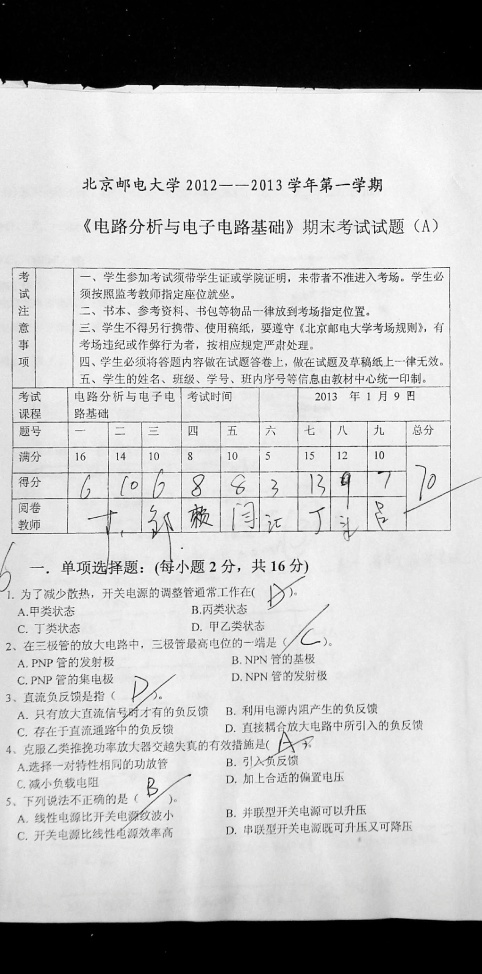 北京邮电大学 2012——2013 学年第一学期
《电路分析与电子电路基础》期末考试试题（A）
考试注意事项
一、学生参加考试须带学生证或学院证明，未带者不准进入考场。学生必
须按照监考教师指定座位就坐。
二、书本、参考资料、书包等物品一律放到考场指定位置。
三、学生不得另行携带、使用稿纸，要遵守《北京邮电大学考场规则》，有
考场违纪或作弊行为者，按相应规定严肃处理。
四、学生必须将答题内容做在试题答卷上，做在试题及草稿纸上一律无效。
五、学生的姓名、班级、学号、班内序号等信息由教材中心统一印制。
考试课程 电路分析与电子电路基础 考试时间 2013 年 1 月 9 日
题号 一 二 三 四 五 六 七 八 九 总分
满分 16 14 10 8 10 5 15 12 10
得分 6 10 6 8 8 3 13 9 7 70
阅卷教师
6
一．单项选择题：(每小题 2 分，共 16 分)
1. 为了减少散热，开关电源的调整管通常工作在( D )。
A.甲类状态 B.丙类状态
C. 丁类状态 D. 甲乙类状态
2、在三极管的放大电路中，三极管最高电位的一端是（ C ）。
A. PNP 管的发射极 B. NPN 管的基极
C. PNP 管的集电极 D. NPN 管的发射极
3、直流负反馈是指（ D ）。
A. 只有放大直流信号时才有的负反馈 B. 利用电源内阻产生的负反馈
C. 存在于直流通路中的负反馈 D. 直接耦合放大电路中所引入的负反馈
4、克服乙类推挽功率放大器交越失真的有效措施是( A )。
A.选择一对特性相同的功放管 B. 引入负反馈
C. 减小负载电阻 D. 加上合适的偏置电压
5、下列说法不正确的是（ B ）。
A. 线性电源比开关电源纹波小 B. 并联型开关电源可以升压
C. 开关电源比线性电源效率高 D. 串联型开关电源既可升压又可降压